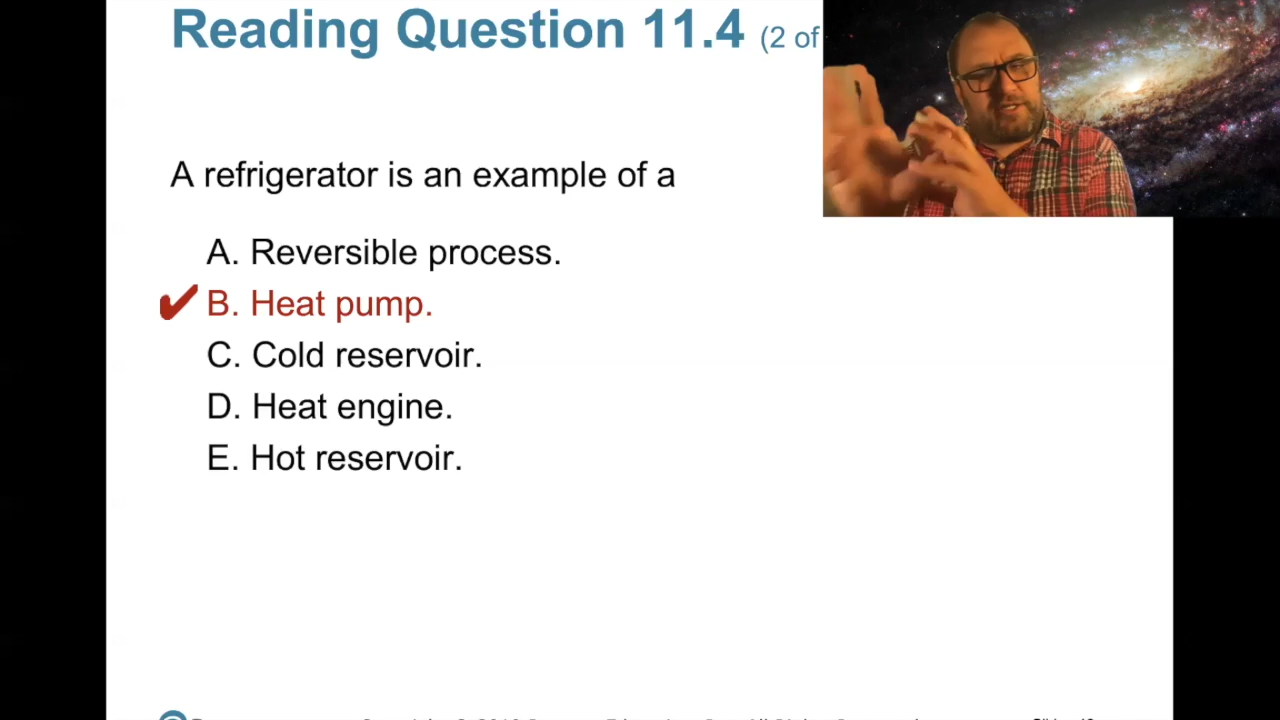 Reading Question 11.4 (2 of
A refrigerator is an example of a
A. Reversible process.
✔ B. Heat pump.
C. Cold reservoir.
D. Heat engine.
E. Hot reservoir.